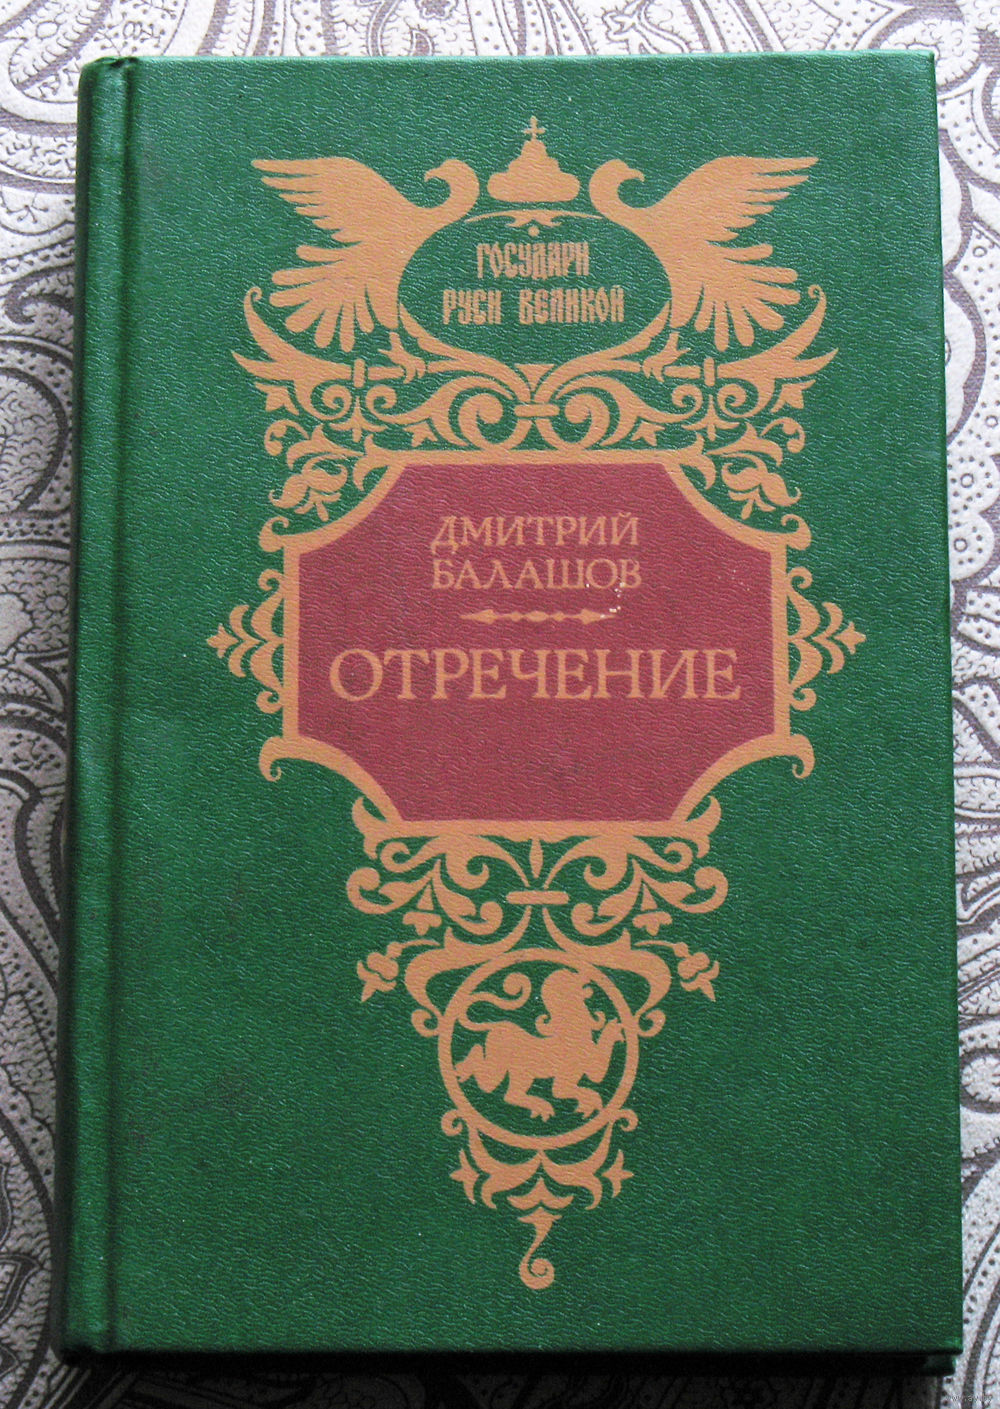 ГОСУДАРИ
РУСИ ВЕЛИКОЙ
ДМИТРИЙ
БАЛАШОВ
ОТРЕЧЕНИЕ